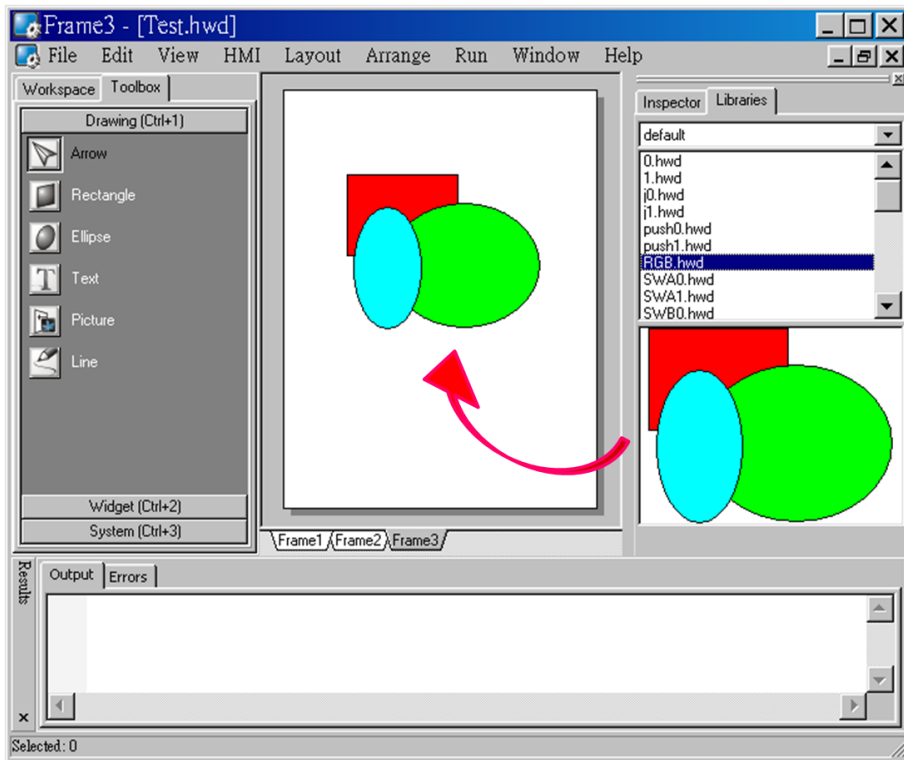 Frame3 - [Test.hwd]
File Edit View HMI Layout Arrange Run Window Help
Workspace Toolbox
Drawing (Ctrl+1)
Arrow
Rectangle
Ellipse
Text
Picture
Line
Widget (Ctrl+2)
System (Ctrl+3)
Frame1 Frame2 Frame3
Inspector Libraries
default
0.hwd
1.hwd
j0.hwd
j1.hwd
push0.hwd
push1.hwd
RGB.hwd
SWA0.hwd
SWA1.hwd
SWB0.hwd
Results
Output Errors
Selected: 0